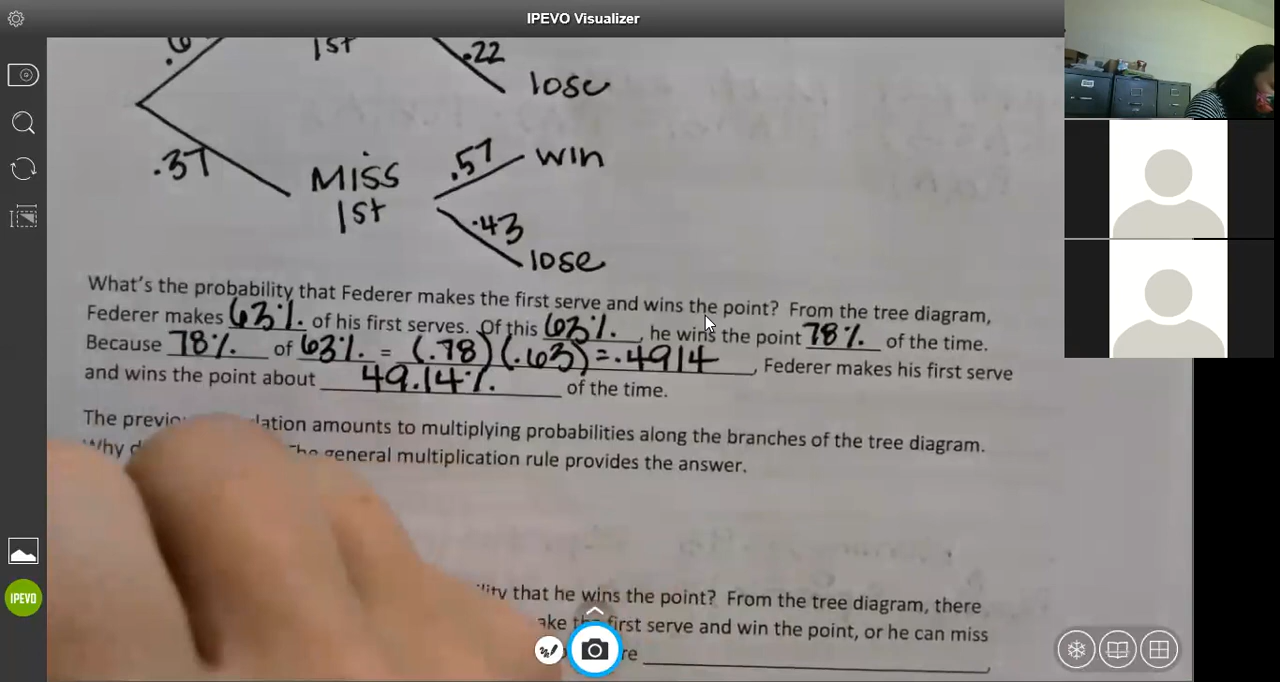 IPEVO Visualizer
1st
.22
lose
.37
Miss
1st
.57
win
.43
lose
What's the probability that Federer makes the first serve and wins the point? From the tree diagram,
Federer makes 63% of his first serves. Of this 63%, he wins the point 78% of the time.
Because 78% of 63% = (.78)(.63) = .4914, Federer makes his first serve
and wins the point about 49.14% of the time.
The amounts to multiplying probabilities along the branches of the tree diagram.
general multiplication rule provides the answer.
that he wins the point? From the tree diagram, there
first serve and win the point, or he can miss
IPEVO